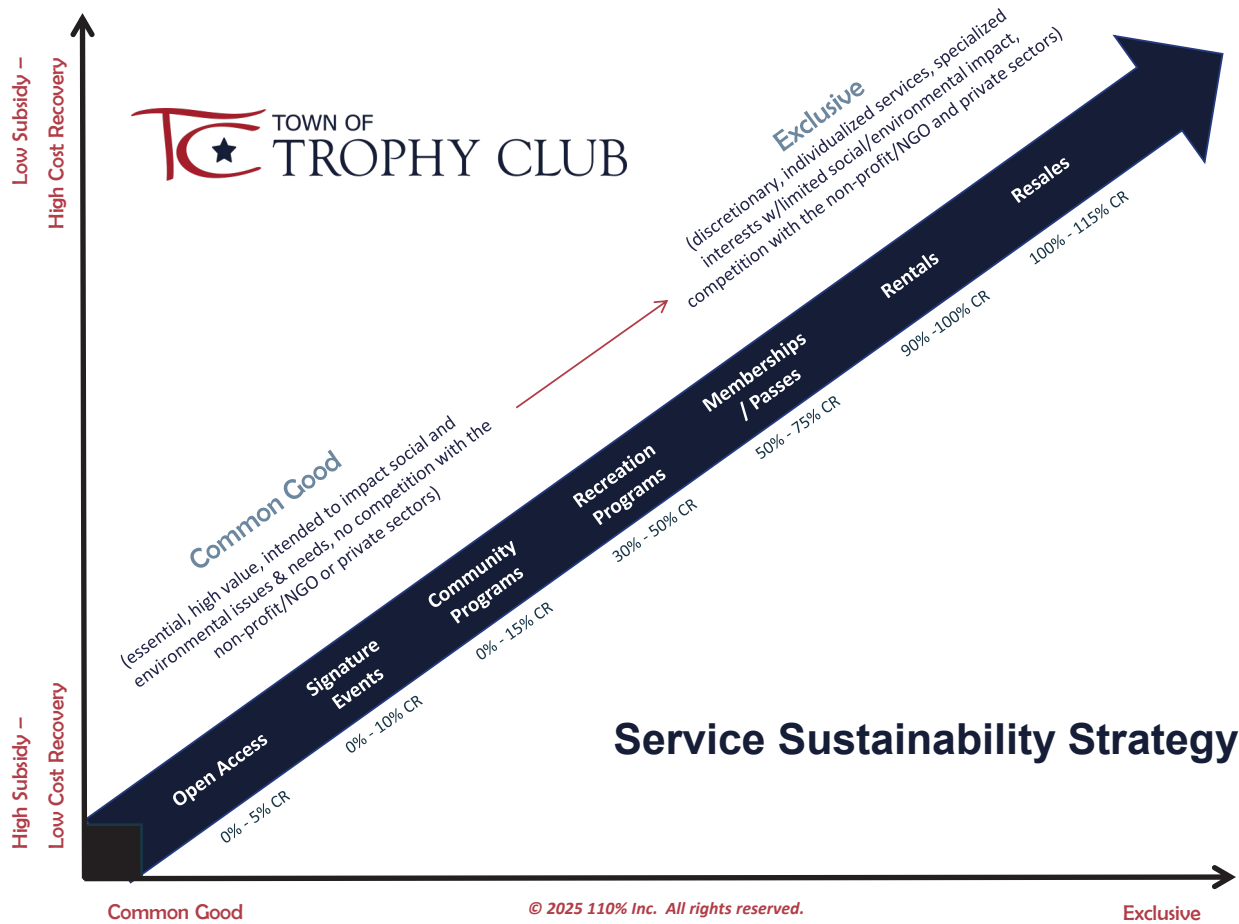 Low Subsidy –
High Cost Recovery
TC
TOWN OF
TROPHY CLUB
Exclusive
(discretionary, individualized services, specialized
interests w/limited social/environmental impact,
competition with the non-profit/NGO and private sectors)
Common Good
(essential, high value, intended to impact social and
environmental issues & needs, no competition with the
non-profit/NGO or private sectors)
Resales
100% - 115% CR
Rentals
90% -100% CR
Memberships
/ Passes
50% - 75% CR
Recreation
Programs
30% - 50% CR
Community
Programs
0% - 15% CR
Signature
Events
0% - 10% CR
Open Access
0% - 5% CR
Service Sustainability Strategy
High Subsidy –
Low Cost Recovery
Common Good
© 2025 110% Inc. All rights reserved.
Exclusive